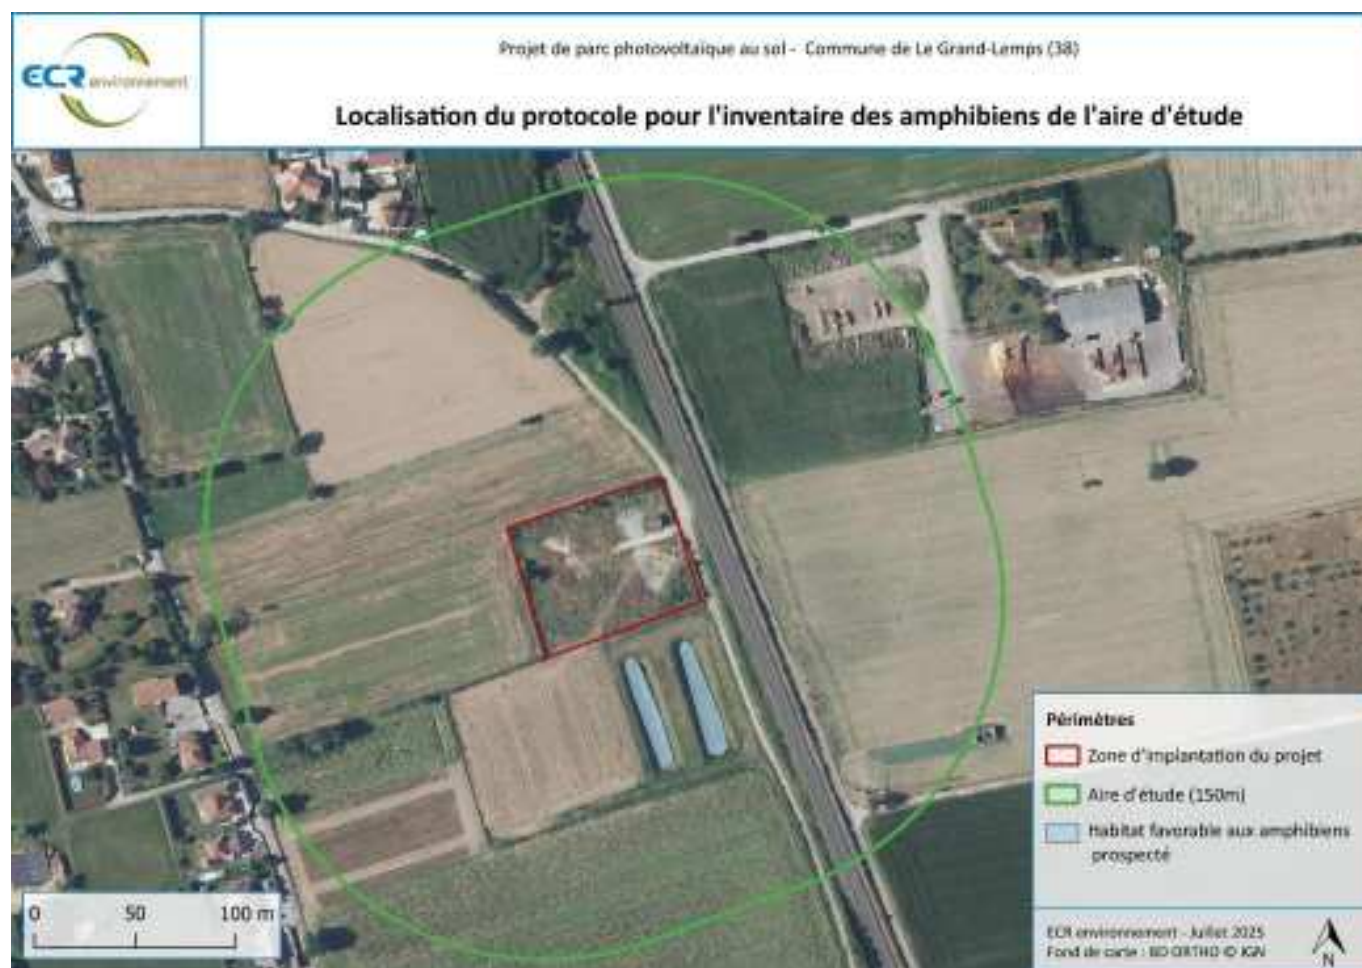 Projet de parc photovoltaïque au sol - Commune de Le Grand-Lemps (38)
ECR environnement
Localisation du protocole pour l'inventaire des amphibiens de l'aire d'étude
Périmètres
Zone d'implantation du projet
Aire d'étude (150m)
Habitat favorable aux amphibiens
prospecté
0 50 100 m
ECR environnement - Juillet 2025
Fond de carte : BD ORTHO © IGN
N